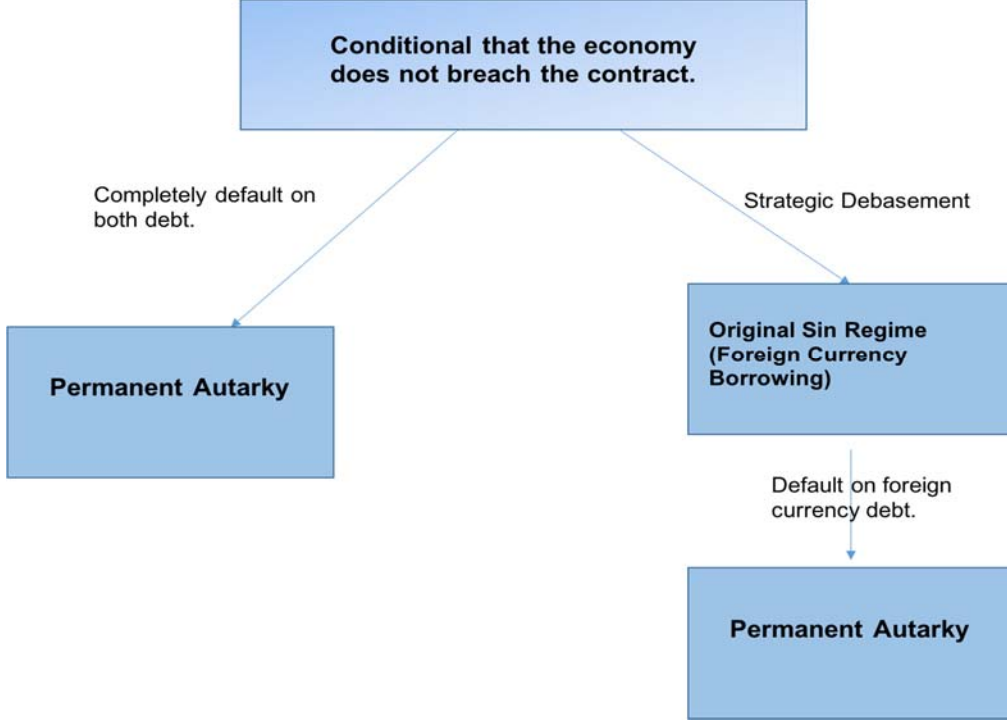 Conditional that the economy
does not breach the contract.
Completely default on
both debt.
Strategic Debasement
Permanent Autarky
Original Sin Regime
(Foreign Currency
Borrowing)
Default on foreign
currency debt.
Permanent Autarky